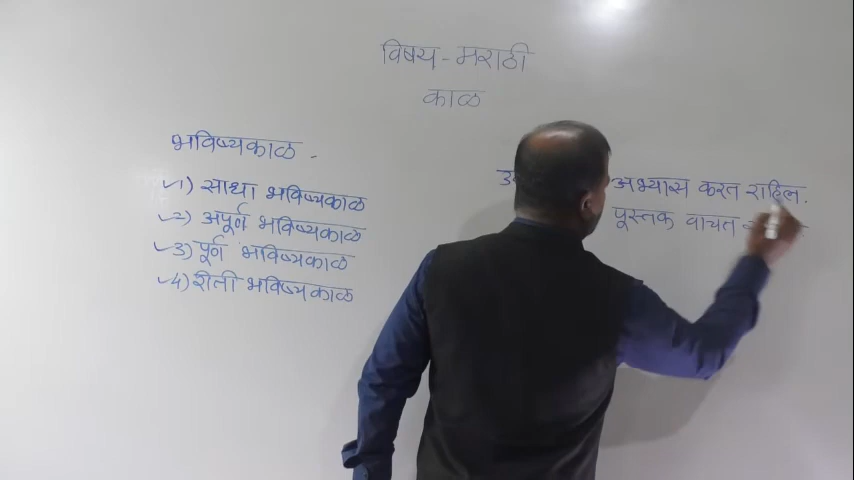 विषय - मराठी
काळ
भविष्यकाळ -
१) साधा भविष्यकाळ
२) अपूर्ण भविष्यकाळ
३) पूर्ण भविष्यकाळ
४) रीती भविष्यकाळ
अभ्यास करत राहिल.
पूस्तक वाचत